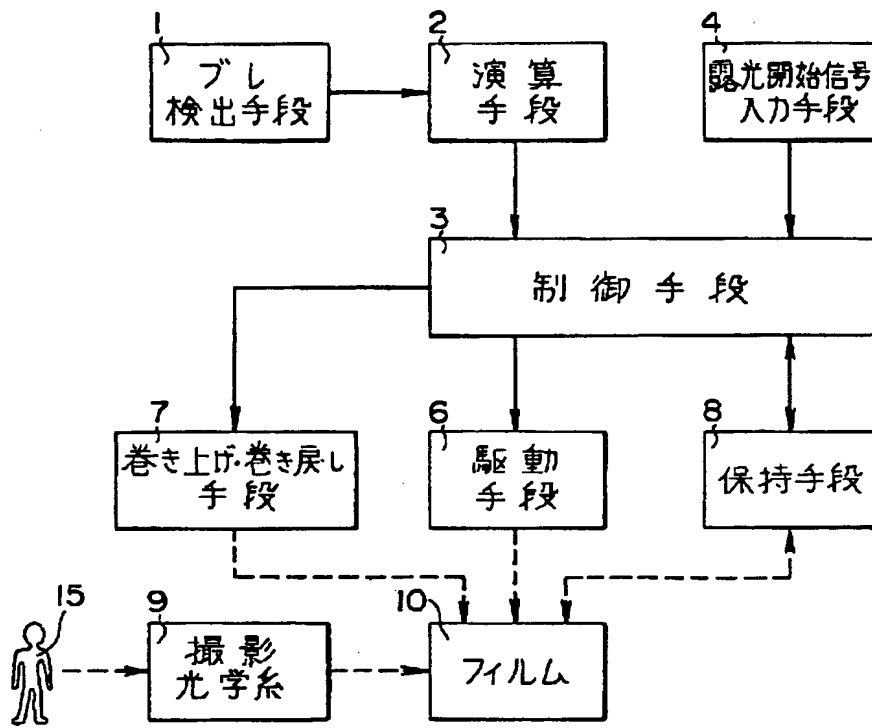 1
ブレ
検出手段
2
演算
手段
4
露光開始信号
入力手段
3
制御手段
7
巻き上げ・巻き戻し
手段
6
駆動
手段
8
保持手段
15
9
撮影
光学系
10
フィルム